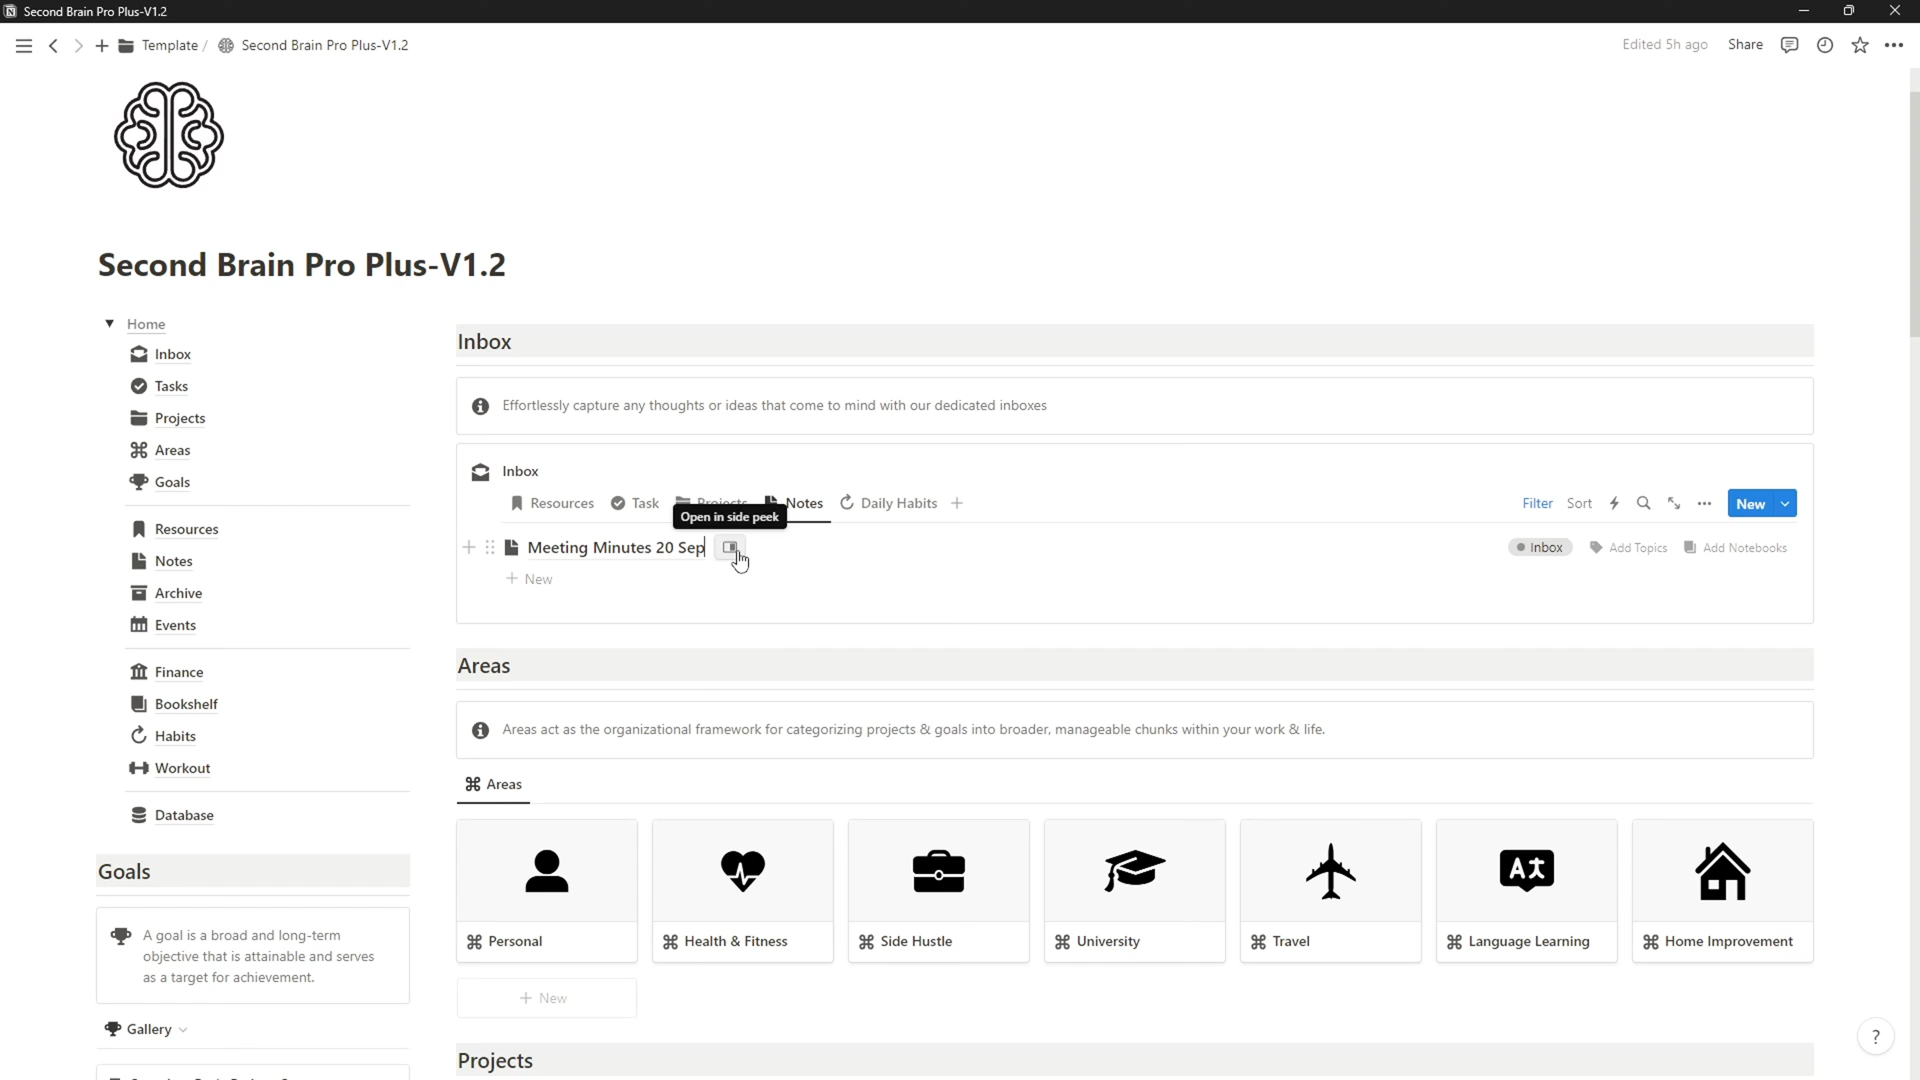 Second Brain Pro Plus-V1.2
Template / Second Brain Pro Plus-V1.2
Edited 5h ago Share
Second Brain Pro Plus-V1.2
Home
Inbox
Tasks
Projects
Areas
Goals
Resources
Notes
Archive
Events
Finance
Bookshelf
Habits
Workout
Database
Goals
A goal is a broad and long-term
objective that is attainable and serves
as a target for achievement.
Gallery
Inbox
Effortlessly capture any thoughts or ideas that come to mind with our dedicated inboxes
Inbox
Resources Task Projects Notes Daily Habits Filter Sort New
Open in side peek
Meeting Minutes 20 Sep Inbox Add Topics Add Notebooks
New
Areas
Areas act as the organizational framework for categorizing projects & goals into broader, manageable chunks within your work & life.
Areas
Personal Health & Fitness Side Hustle University Travel Language Learning Home Improvement
New
Projects
?